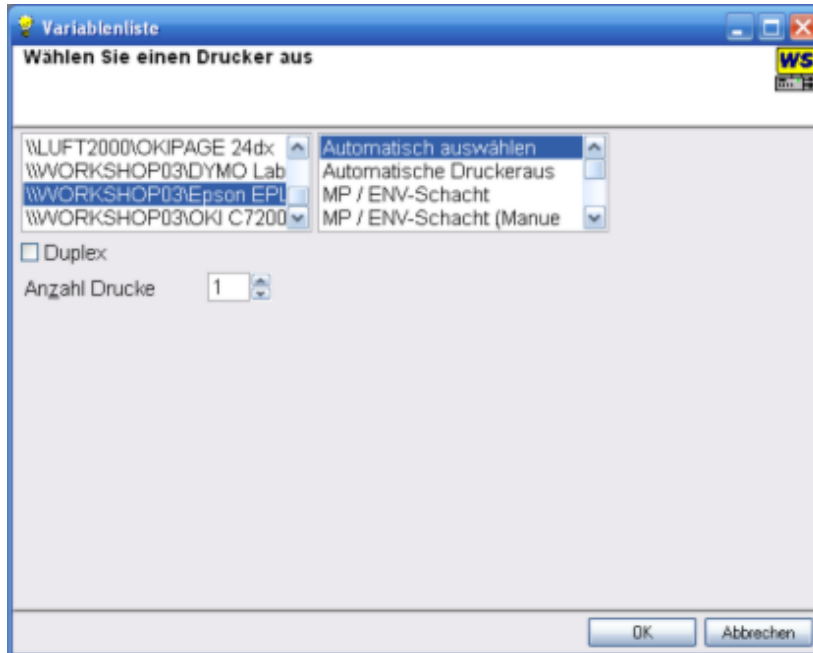 Variablenliste
Wählen Sie einen Drucker aus
WS
\\LUFT2000\OKIPAGE 24dx
\\WORKSHOP03\DYMO Lab
\\WORKSHOP03\Epson EPL
\\WORKSHOP03\OKI C7200
Automatisch auswählen
Automatische Druckeraus
MP / ENV-Schacht
MP / ENV-Schacht (Manue
Duplex
Anzahl Drucke 1
OK Abbrechen